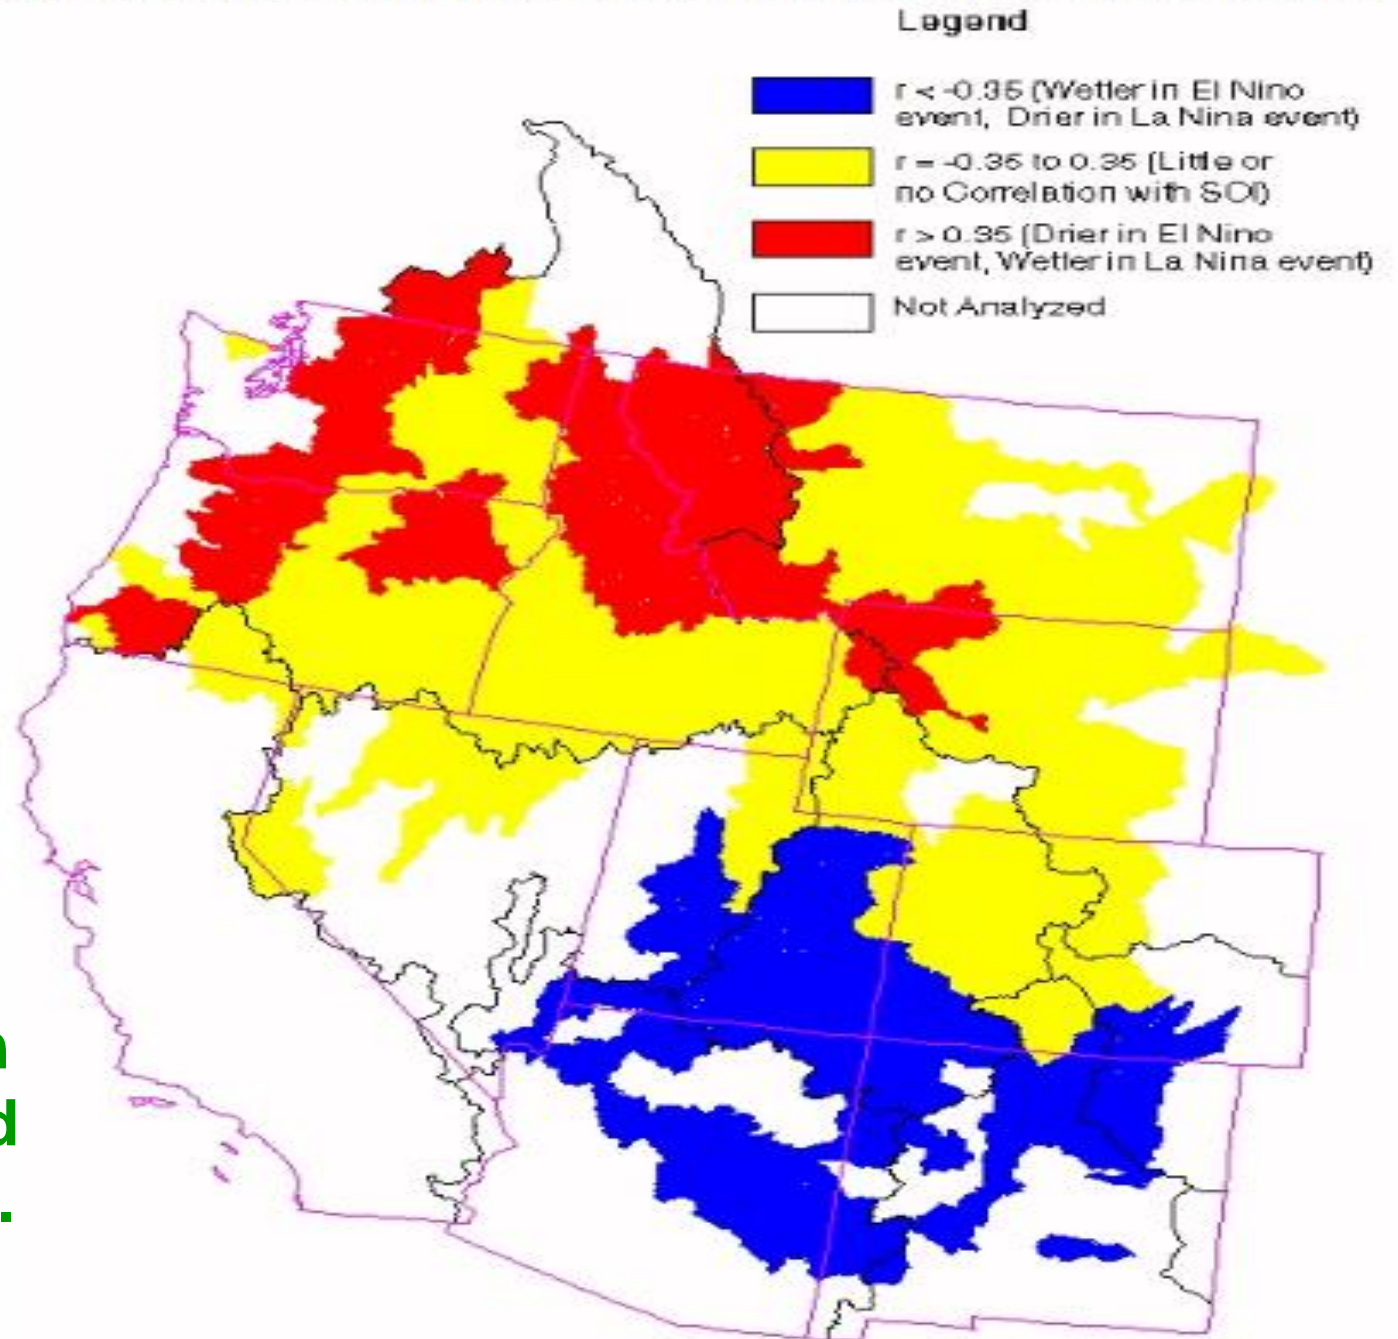 Legend
r < -0.35 (Wetter in El Nino
event, Drier in La Nina event)
r = -0.35 to 0.35 (Little or
no Correlation with SOI)
r > 0.35 (Drier in El Nino
event, Wetter in La Nina event)
Not Analyzed
d
.